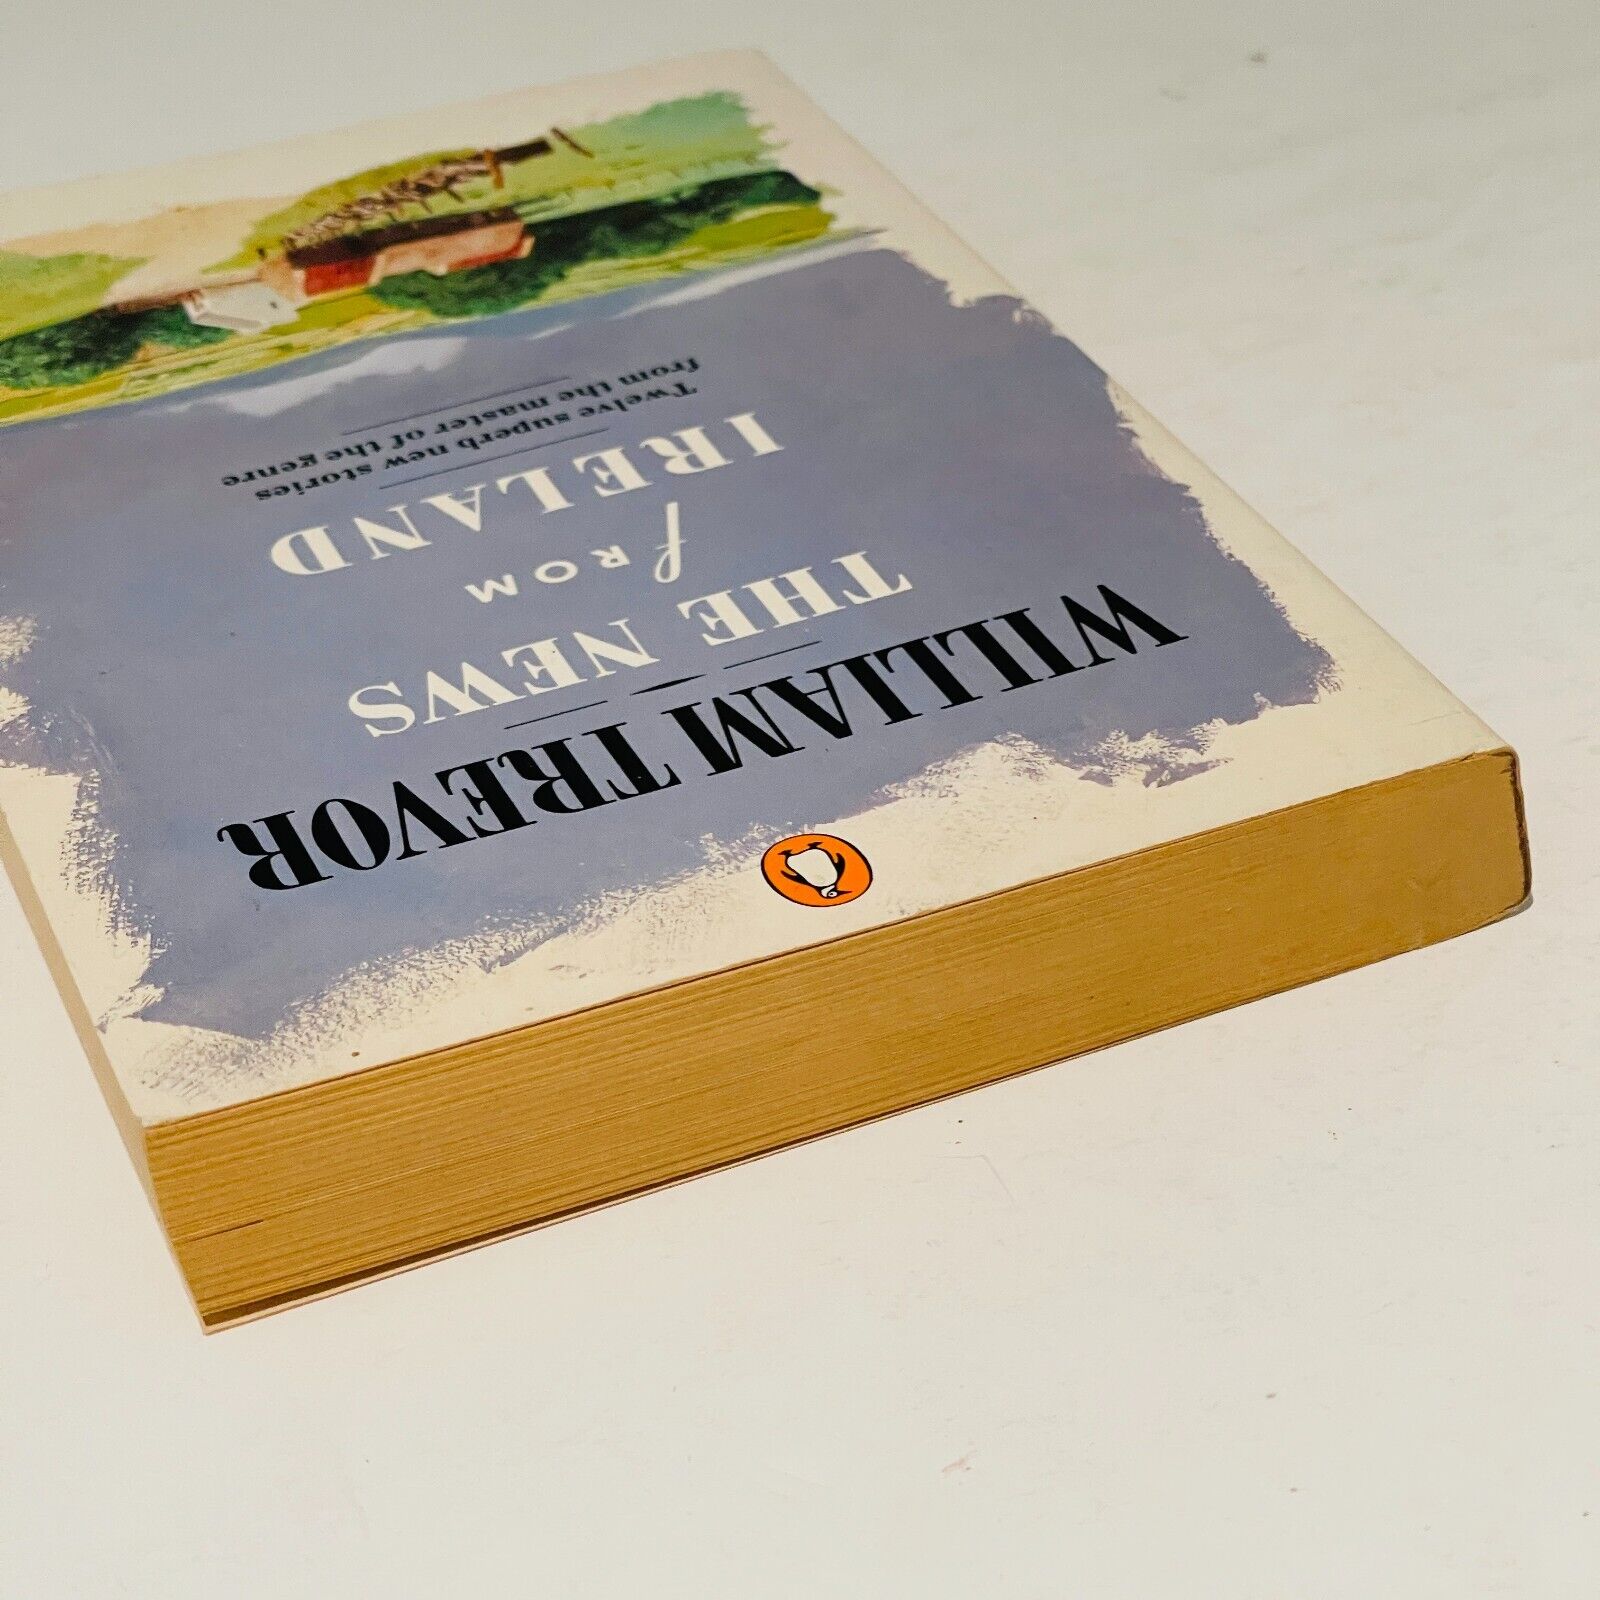 WILLIAM TREVOR
THE NEWS
from
IRELAND
Twelve superb new stories
from the master of the genre